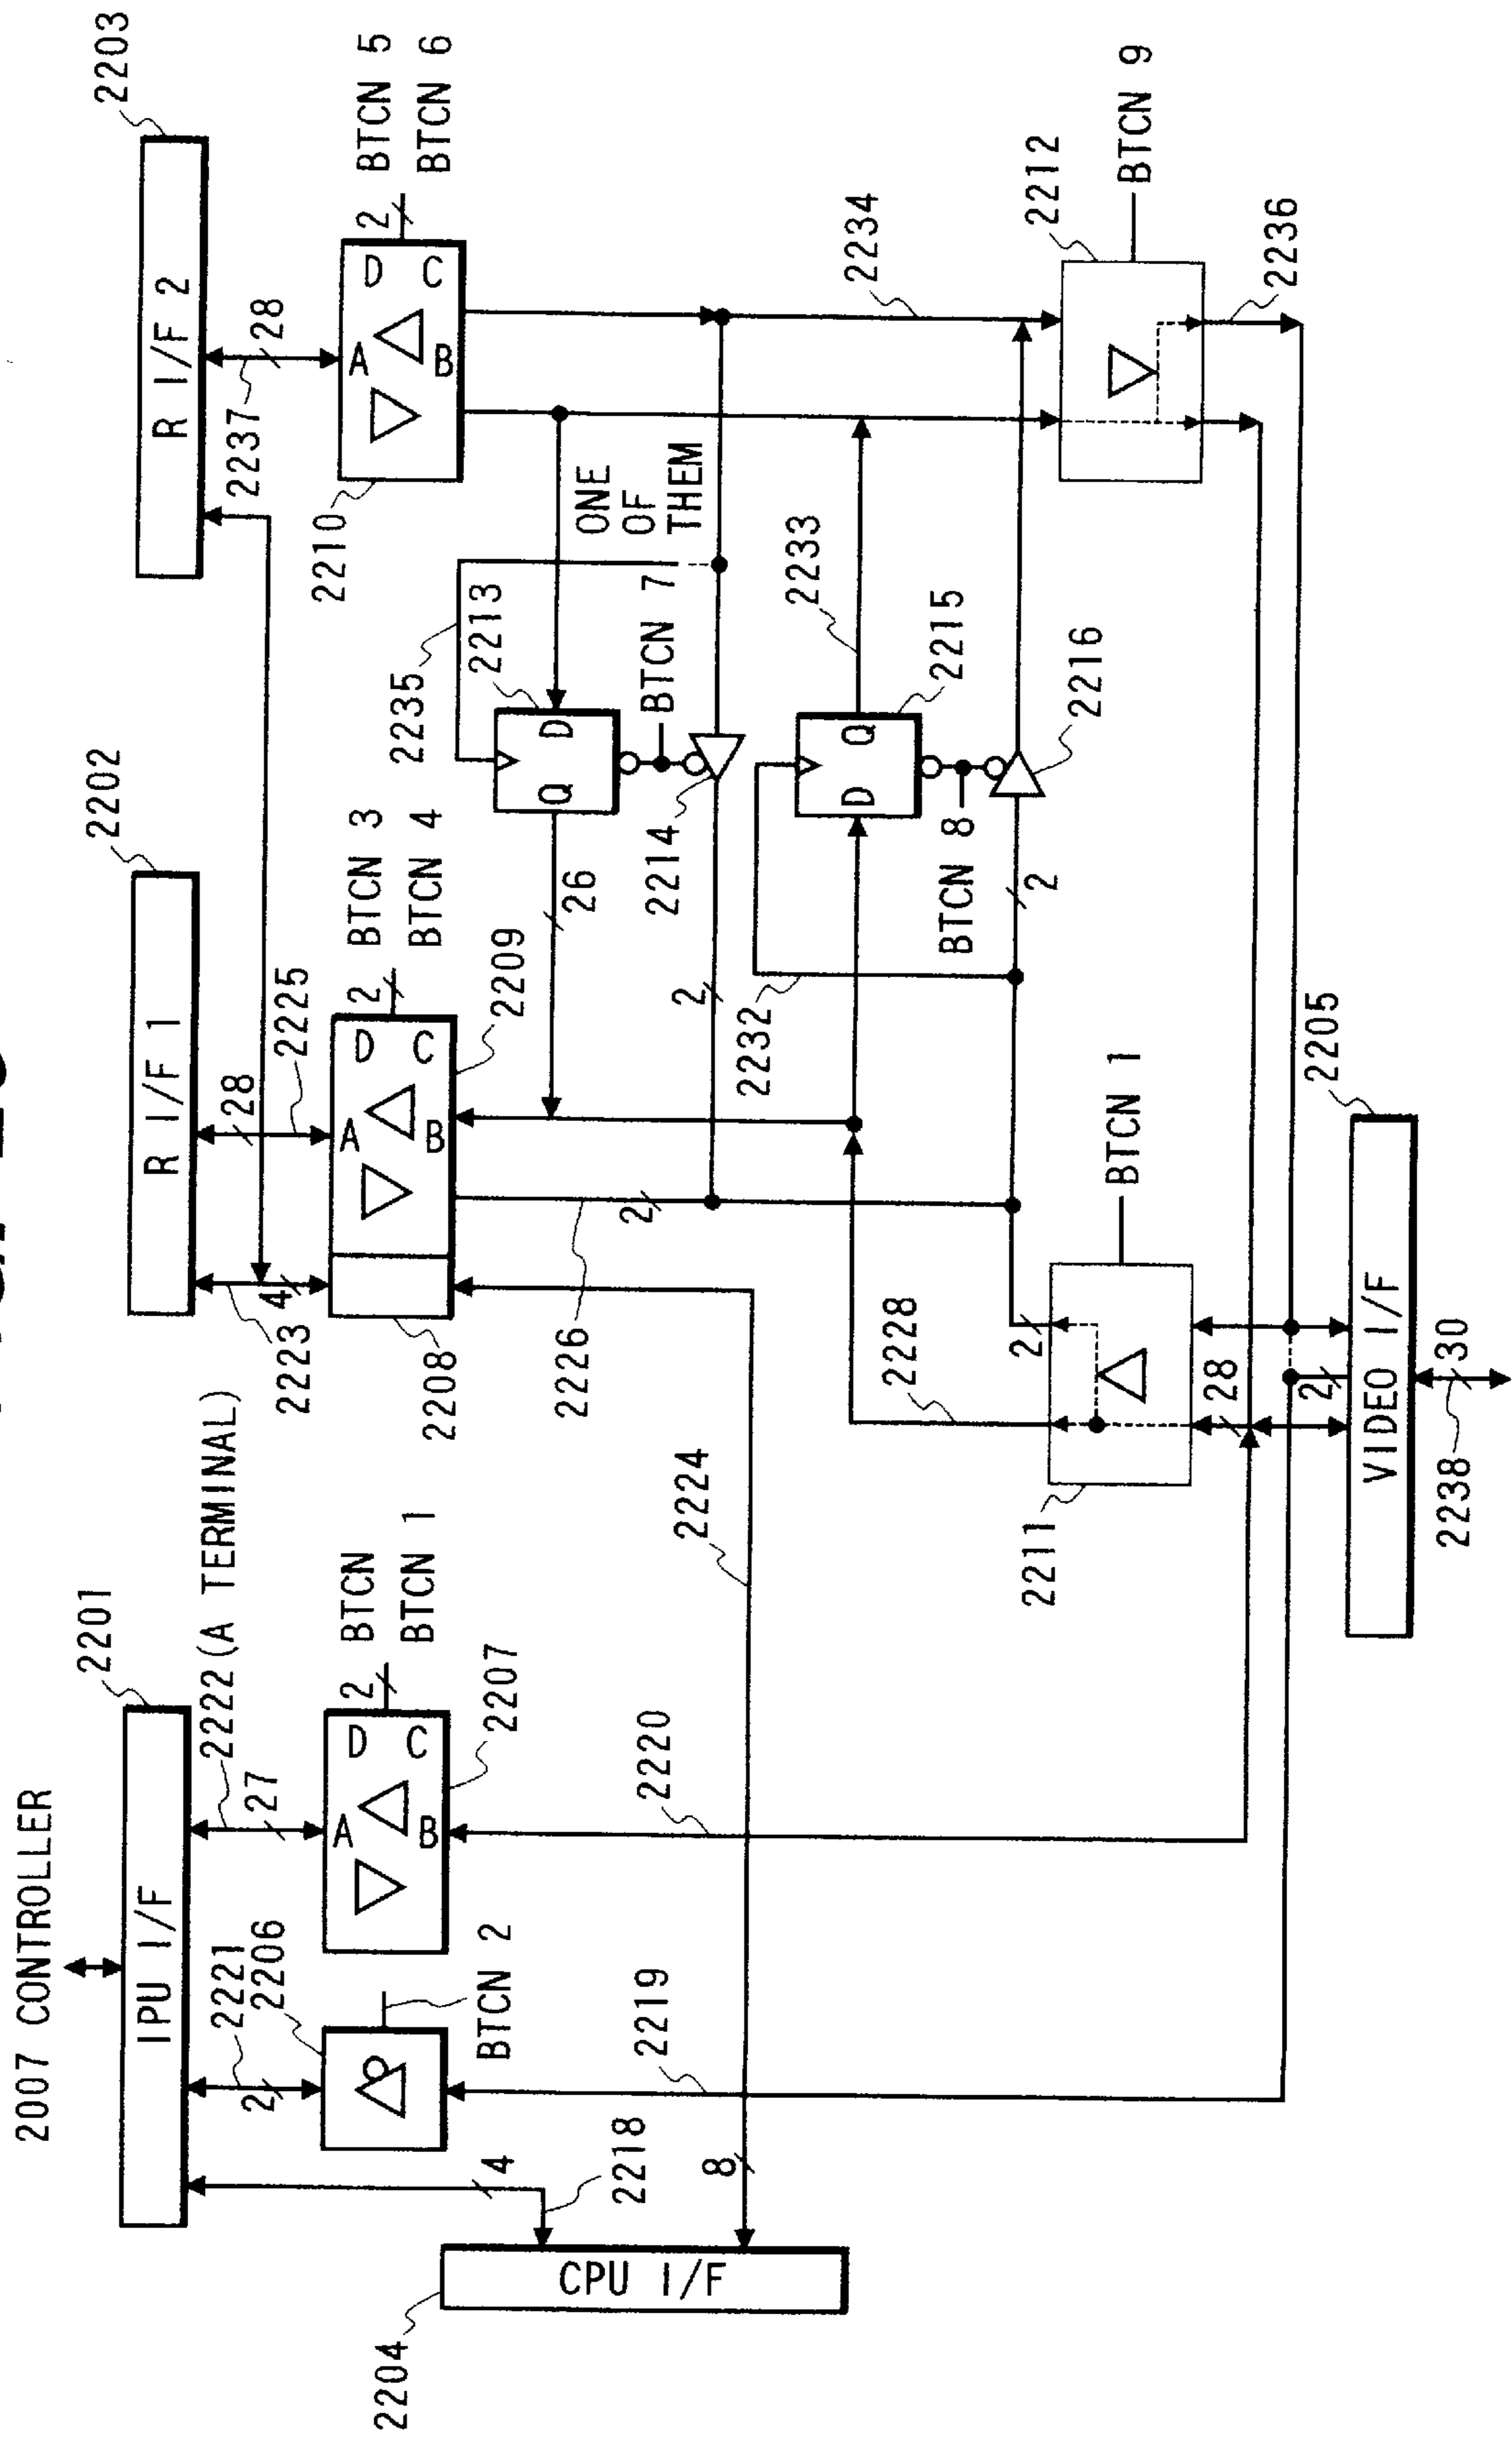 2007 CONTROLLER
2201
IPU I/F
2221
2206
2
2222 (A TERMINAL)
27
A
B
D
C
2
BTCN
BTCN 1
2207
BTCN 2
4
2218
2204
CPU I/F
8
2219
2220
2224
2202
R I/F 1
2223
4
28
2225
2208
A
B
D
C
2
BTCN 3
BTCN 4
2209
2226
2
26
2203
R I/F 2
2237
28
2210
A
B
D
C
2
BTCN 5
BTCN 6
ONE
OF
THEM
2235
2213
Q
D
BTCN 7
2214
2
2233
2215
D
Q
BTCN 8
2216
2232
2
2234
2212
BTCN 9
2236
2228
2
2211
BTCN 1
28
2
2205
VIDEO I/F
2238
30